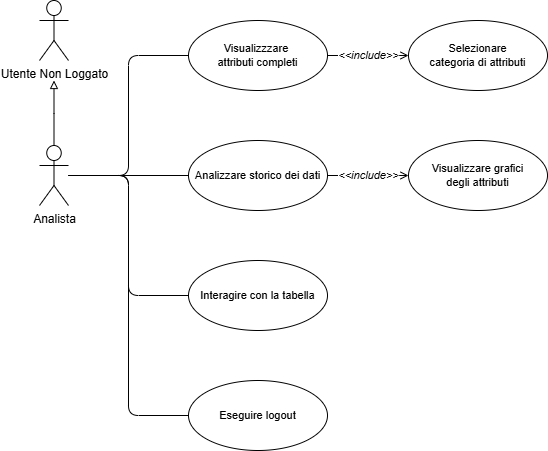 Utente Non Loggato
Analista
Visualizzzare
attributi completi
<<include>>
Selezionare
categoria di attributi
Analizzare storico dei dati
<<include>>
Visualizzare grafici
degli attributi
Interagire con la tabella
Eseguire logout